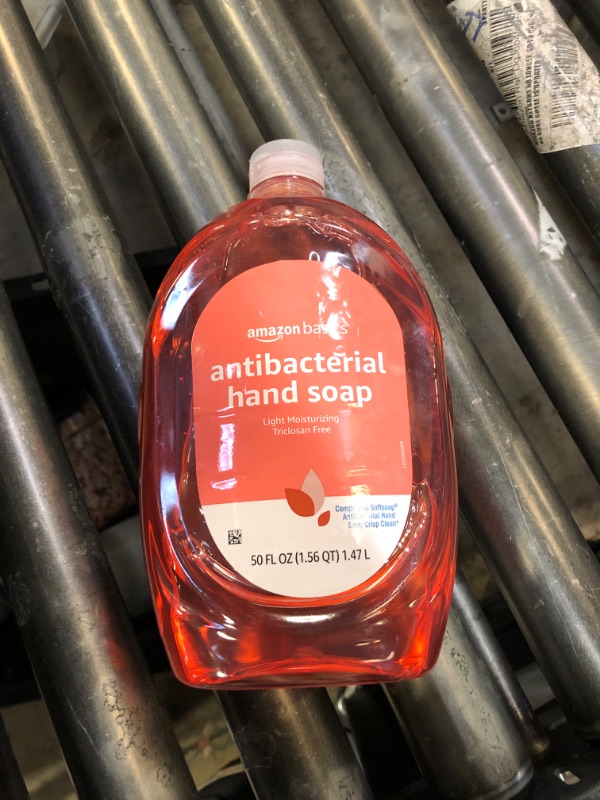 amazon basics
antibacterial
hand soap
Light Moisturizing
Triclosan Free
Compare to Softsoap®
Antibacterial Hand
Soap Crisp Clean*
50 FL OZ (1.56 QT) 1.47 L